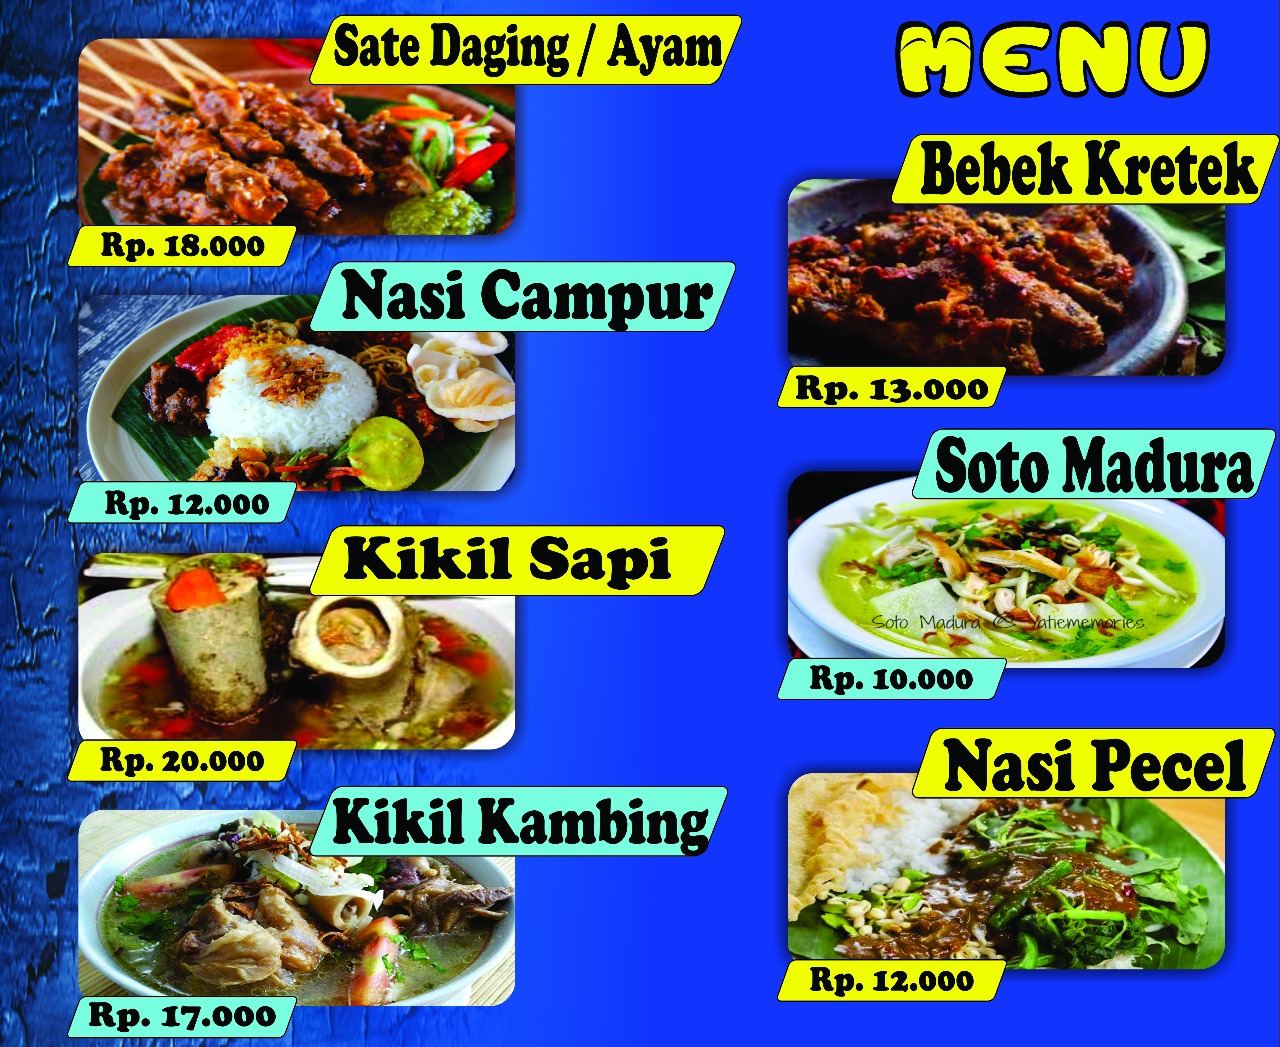 MENU
Sate Daging / Ayam
Rp. 18.000
Nasi Campur
Rp. 12.000
Kikil Sapi
Rp. 20.000
Kikil Kambing
Rp. 17.000
Bebek Kretek
Rp. 13.000
Soto Madura
Soto Madura @ Yatiememories
Rp. 10.000
Nasi Pecel
Rp. 12.000